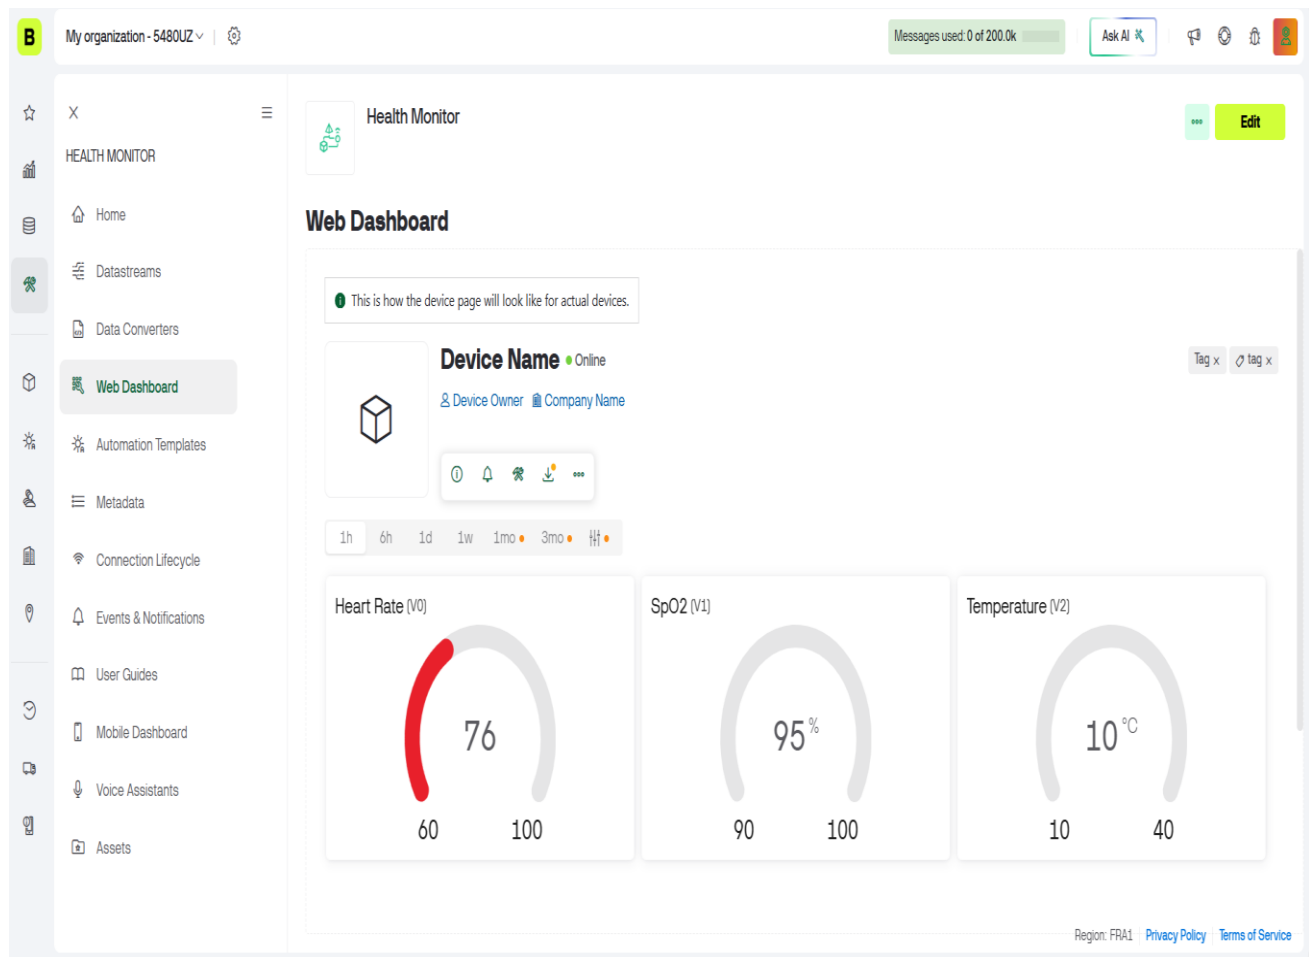 B
My organization - 5480UZ
Messages used: 0 of 200.0k
Ask AI
X
HEALTH MONITOR
Home
Datastreams
Data Converters
Web Dashboard
Automation Templates
Metadata
Connection Lifecycle
Events & Notifications
User Guides
Mobile Dashboard
Voice Assistants
Assets
Health Monitor
Edit
Web Dashboard
This is how the device page will look like for actual devices.
Device Name Online
Tag x tag x
Device Owner Company Name
1h 6h 1d 1w 1mo 3mo
Heart Rate (V0)
76
60 100
SpO2 (V1)
95 %
90 100
Temperature (V2)
10 °C
10 40
Region: FRA1 Privacy Policy Terms of Service